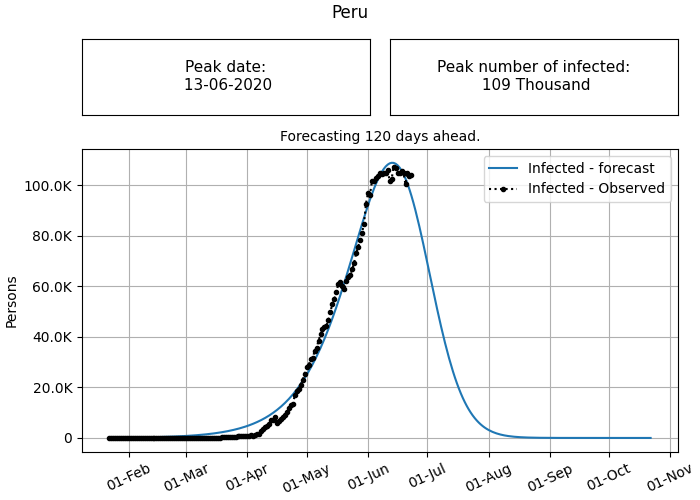 Peru
Peak date:
13-06-2020
Peak number of infected:
109 Thousand
Forecasting 120 days ahead.
Infected - forecast
Infected - Observed
Persons
100.0K
80.0K
60.0K
40.0K
20.0K
0
01-Feb
01-Mar
01-Apr
01-May
01-Jun
01-Jul
01-Aug
01-Sep
01-Oct
01-Nov